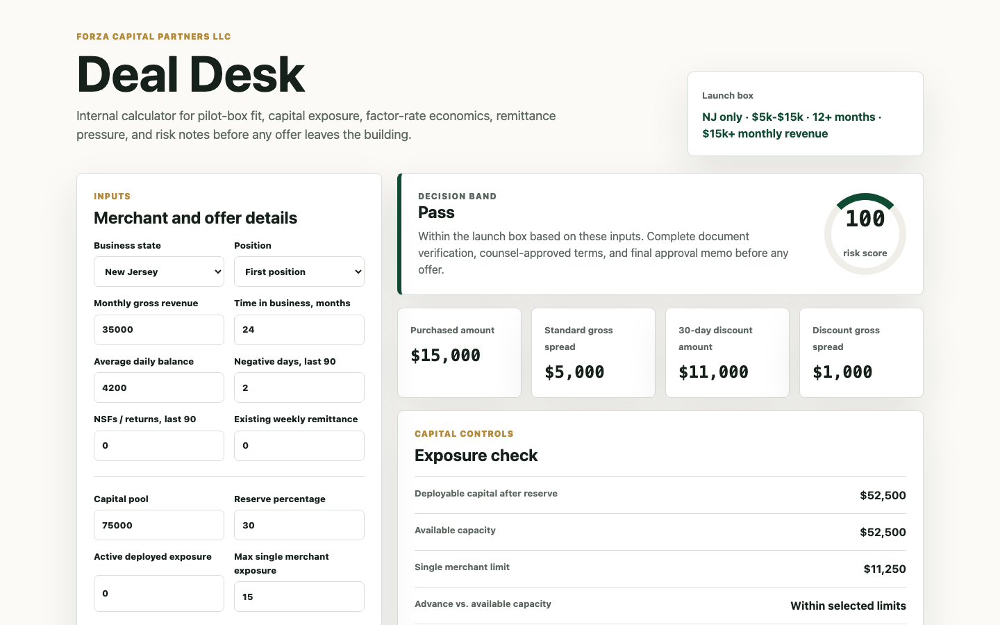 FORZA CAPITAL PARTNERS LLC
Deal Desk
Internal calculator for pilot-box fit, capital exposure, factor-rate economics, remittance
pressure, and risk notes before any offer leaves the building.
Launch box
NJ only · $5k-$15k · 12+ months ·
$15k+ monthly revenue
INPUTS
Merchant and offer details
Business state
Position
New Jersey
First position
Monthly gross revenue
Time in business, months
35000
24
Average daily balance
Negative days, last 90
4200
2
NSFs / returns, last 90
Existing weekly remittance
0
0
Capital pool
Reserve percentage
75000
30
Active deployed exposure
Max single merchant
exposure
0
15
DECISION BAND
Pass
Within the launch box based on these inputs. Complete document
verification, counsel-approved terms, and final approval memo before any
offer.
100
risk score
Purchased amount
$15,000
Standard gross
spread
$5,000
30-day discount
amount
$11,000
Discount gross
spread
$1,000
CAPITAL CONTROLS
Exposure check
Deployable capital after reserve
$52,500
Available capacity
$52,500
Single merchant limit
$11,250
Advance vs. available capacity
Within selected limits